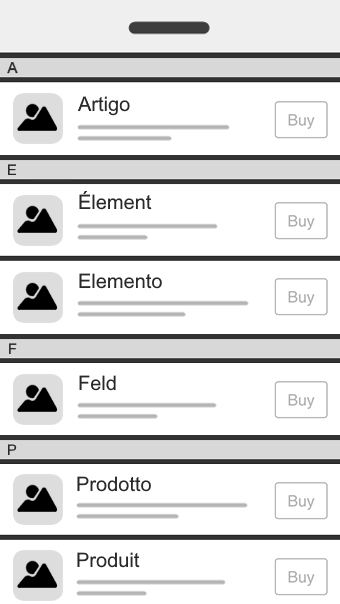 A
Artigo
Buy
E
Élement
Buy
Elemento
Buy
F
Feld
Buy
P
Prodotto
Buy
Produit
Buy